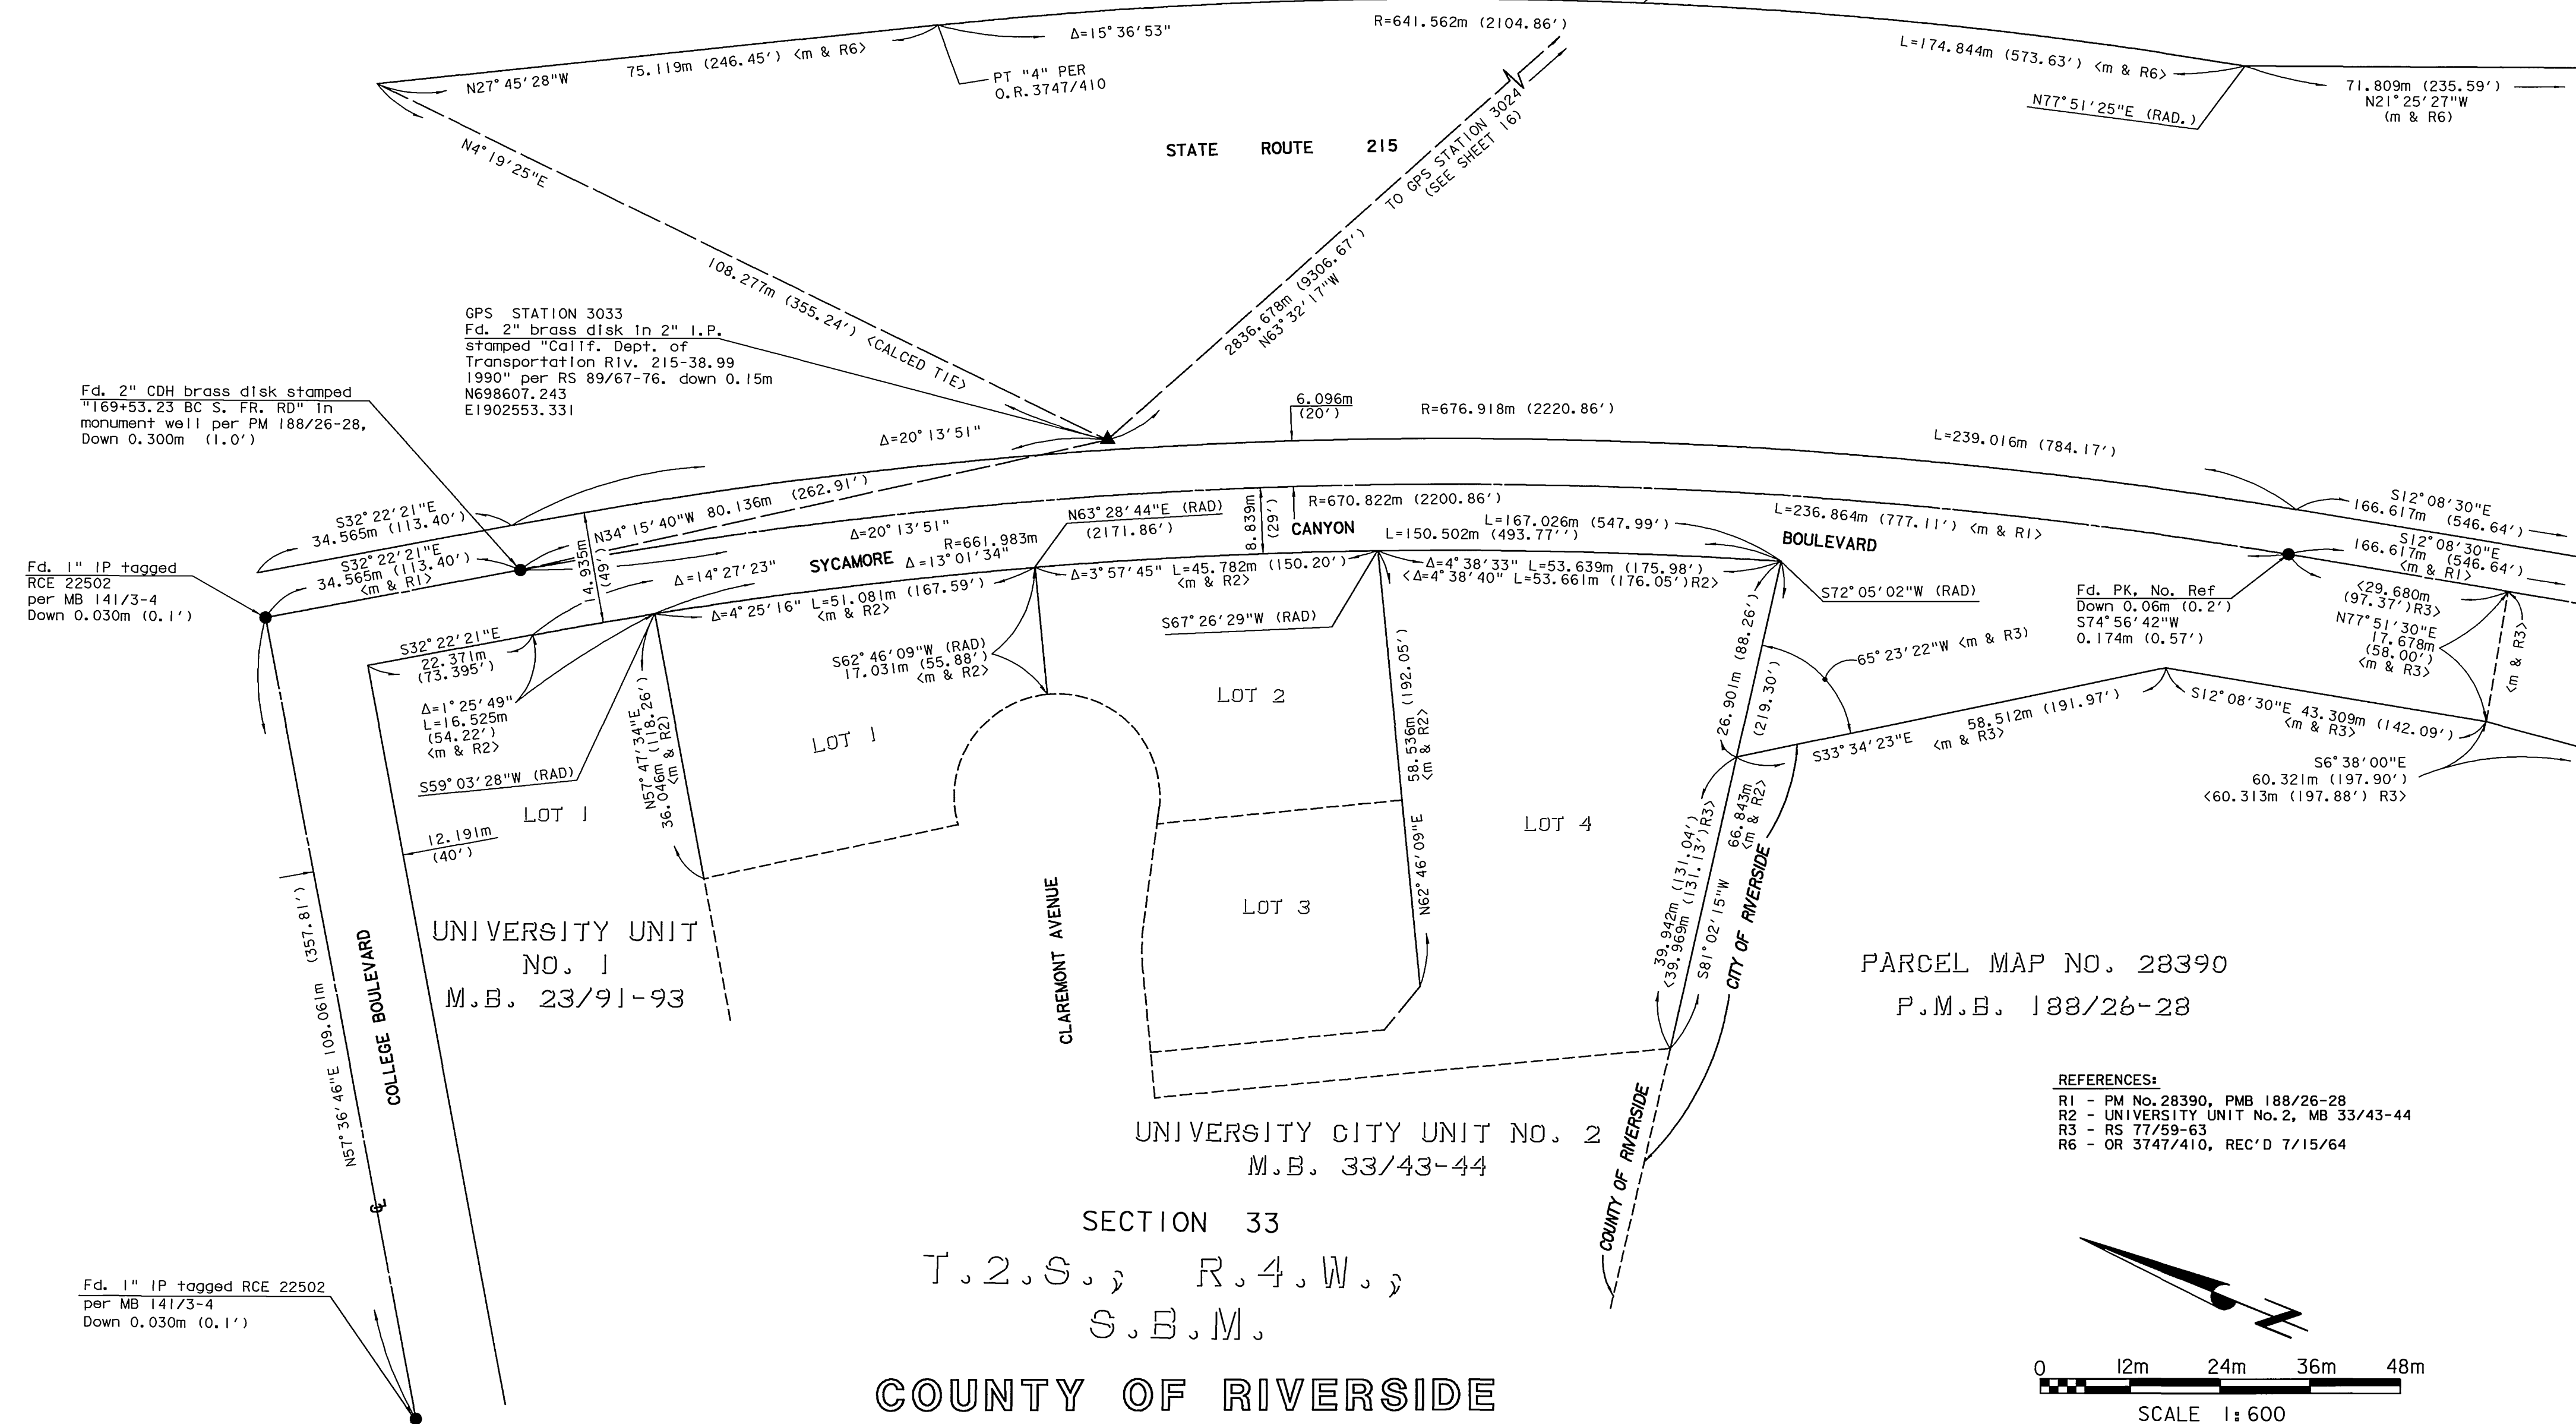 R=641.562m (2104.86')
Δ=15°36'53"
75.119m (246.45') <m & R6>
N27°45'28"W
PT "4" PER
O.R.3747/410
L=174.844m (573.63') <m & R6>
71.809m (235.59')
N21°25'27"W
(m & R6)
N77°51'25"E (RAD.)
N4°19'25"E
STATE ROUTE 215
TO GPS STATION 3024
(SEE SHEET 16)
108.277m (355.24') <CALCED TIE>
2836.678m (9306.67')
N63°32'17"W
GPS STATION 3033
Fd. 2" brass disk in 2" I.P.
stamped "Calif. Dept. of
Transportation Riv. 215-38.99
1990" per RS 89/67-76. down 0.15m
N698607.243
E1902553.331
Fd. 2" CDH brass disk stamped
"169+53.23 BC S. FR. RD" in
monument well per PM 188/26-28,
Down 0.300m (1.0')
6.096m
(20')
R=676.918m (2220.86')
Δ=20°13'51"
L=239.016m (784.17')
S32°22'21"E
34.565m (113.40')
N34°15'40"W 80.136m (262.91')
S12°08'30"E
166.617m (546.64')
S32°22'21"E
34.565m (113.40')
<m & R1>
14.935m
(49')
Δ=20°13'51"
R=661.983m
N63°28'44"E (RAD)
(2171.86')
8.839m
(29')
R=670.822m (2200.86')
L=167.026m (547.99')
L=150.502m (493.77'')
L=236.864m (777.11') <m & R1>
SYCAMORE
CANYON
BOULEVARD
Δ=13°01'34"
S12°08'30"E
166.617m (546.64')
<m & R1>
Fd. 1" IP tagged
RCE 22502
per MB 141/3-4
Down 0.030m (0.1')
Δ=14°27'23"
Δ=4°25'16" L=51.081m (167.59')
<m & R2>
Δ=3°57'45" L=45.782m (150.20')
<m & R2>
Δ=4°38'33" L=53.639m (175.98')
<Δ=4°38'40" L=53.661m (176.05')R2>
S72°05'02"W (RAD)
Fd. PK, No. Ref
Down 0.06m (0.2')
S74°56'42"W
0.174m (0.57')
<29.680m
(97.37')R3>
N77°51'30"E
17.678m
(58.00')
<m & R3>
<m & R3>
S32°22'21"E
22.371m
(73.395')
S67°26'29"W (RAD)
S62°46'09"W (RAD)
17.031m (55.88')
<m & R2>
65°23'22"W <m & R3>
Δ=1°25'49"
L=16.525m
(54.22')
<m & R2>
S59°03'28"W (RAD)
N57°47'34"E
36.046m (118.26')
<m & R2)
LOT 1
LOT 1
LOT 2
58.536m (192.05')
<m & R2>
26.901m (88.26')
(219.30')
S33°34'23"E
58.512m (191.97')
<m & R3>
S12°08'30"E 43.309m (142.09')
<m & R3>
S6°38'00"E
60.321m (197.90')
<60.313m (197.88') R3>
12.191m
(40')
LOT 4
LOT 3
N62°46'09"E
39.942m (131.04')
<39.969m (131.13')R3>
S81°02'15"W 66.843m
<m & R2>
CITY OF RIVERSIDE
COUNTY OF RIVERSIDE
N57°36'46"E 109.061m (357.81')
COLLEGE BOULEVARD
CLAREMONT AVENUE
UNIVERSITY UNIT
NO. 1
M.B. 23/91-93
PARCEL MAP NO. 28390
P.M.B. 188/26-28
UNIVERSITY CITY UNIT NO. 2
M.B. 33/43-44
REFERENCES:
R1 - PM No.28390, PMB 188/26-28
R2 - UNIVERSITY UNIT No.2, MB 33/43-44
R3 - RS 77/59-63
R6 - OR 3747/410, REC'D 7/15/64
SECTION 33
T.2.S., R.4.W.,
S.B.M.
COUNTY OF RIVERSIDE
Fd. 1" IP tagged RCE 22502
per MB 141/3-4
Down 0.030m (0.1')
N
0 12m 24m 36m 48m
SCALE 1:600